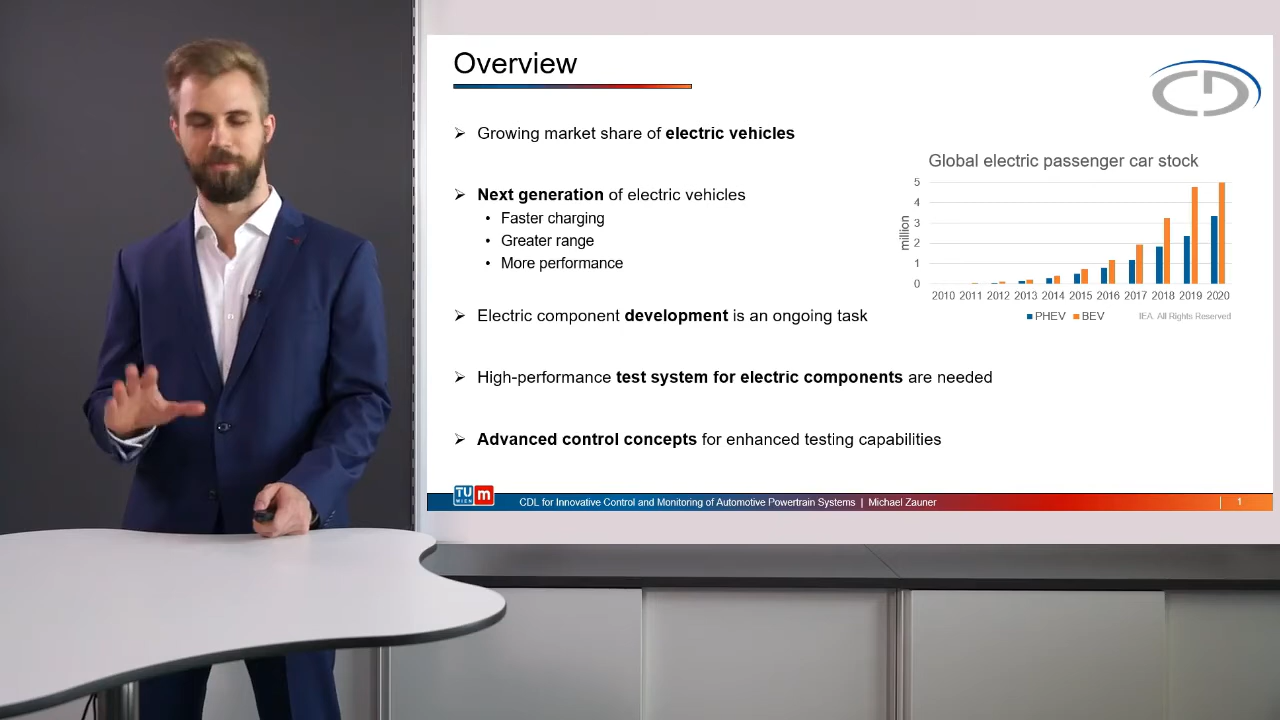 Overview
CD
Growing market share of electric vehicles
Next generation of electric vehicles
• Faster charging
• Greater range
• More performance
Electric component development is an ongoing task
High-performance test system for electric components are needed
Advanced control concepts for enhanced testing capabilities
Global electric passenger car stock
million
5
4
3
2
1
0
2010 2011 2012 2013 2014 2015 2016 2017 2018 2019 2020
PHEV BEV
IEA. All Rights Reserved
TU WIEN m
CDL for Innovative Control and Monitoring of Automotive Powertrain Systems | Michael Zauner
1